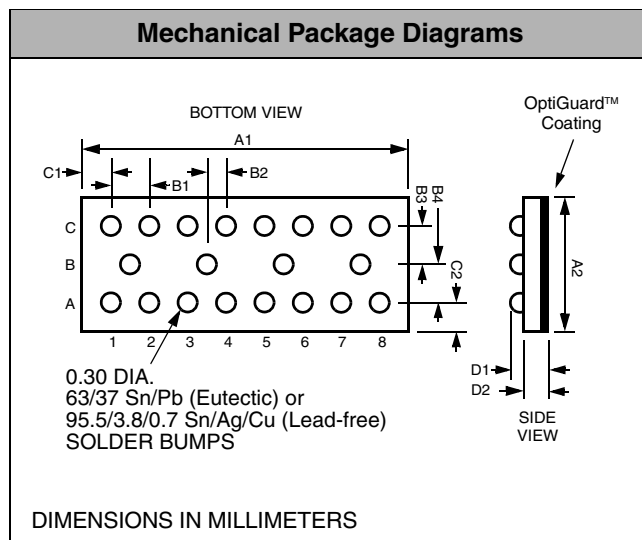 Mechanical Package Diagrams
BOTTOM VIEW
OptiGuard™
Coating
A1
C1
B1
B2
B3
B4
C2
A2
C
B
A
1 2 3 4 5 6 7 8
D1
D2
SIDE
VIEW
0.30 DIA.
63/37 Sn/Pb (Eutectic) or
95.5/3.8/0.7 Sn/Ag/Cu (Lead-free)
SOLDER BUMPS
DIMENSIONS IN MILLIMETERS